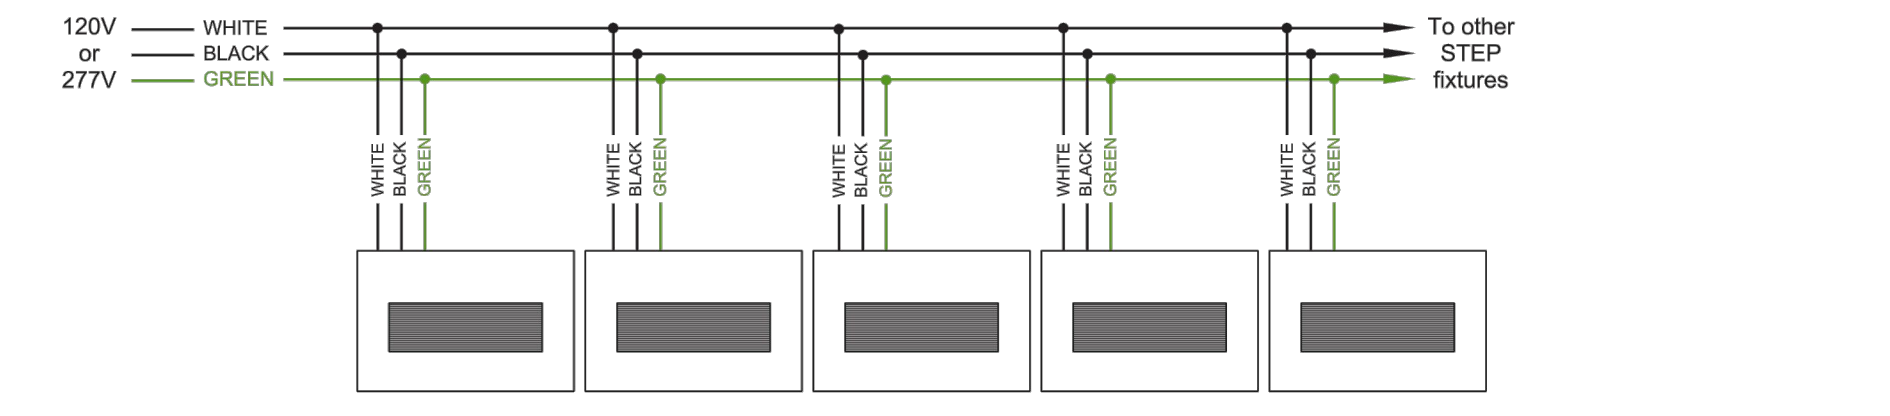 120V
or
277V
WHITE
BLACK
GREEN
To other
STEP
fixtures
WHITE
BLACK
GREEN
WHITE
BLACK
GREEN
WHITE
BLACK
GREEN
WHITE
BLACK
GREEN
WHITE
BLACK
GREEN